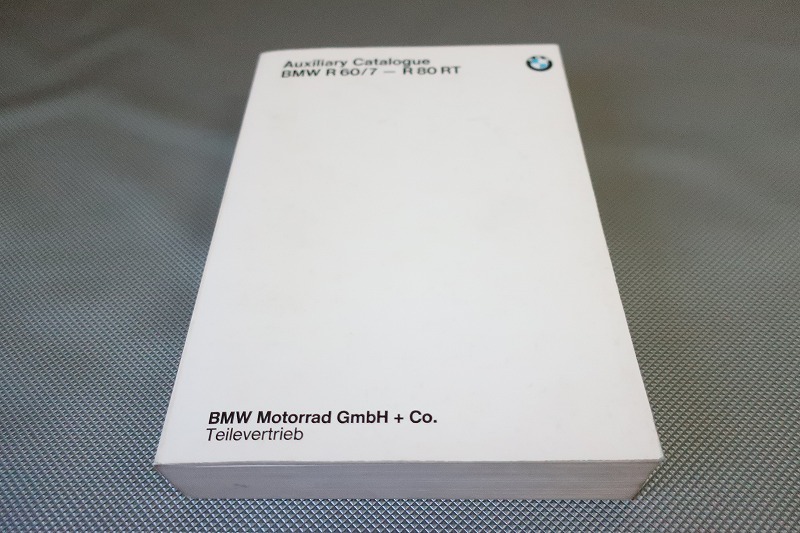 Auxiliary Catalogue
BMW R 60/7 — R 80 RT
BMW Motorrad GmbH + Co.
Teilevertrieb